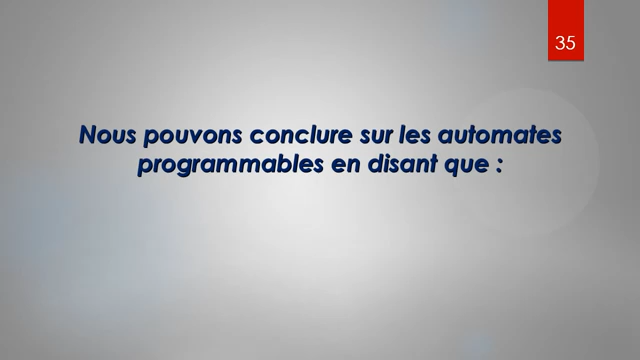 35
Nous pouvons conclure sur les automates
programmables en disant que :